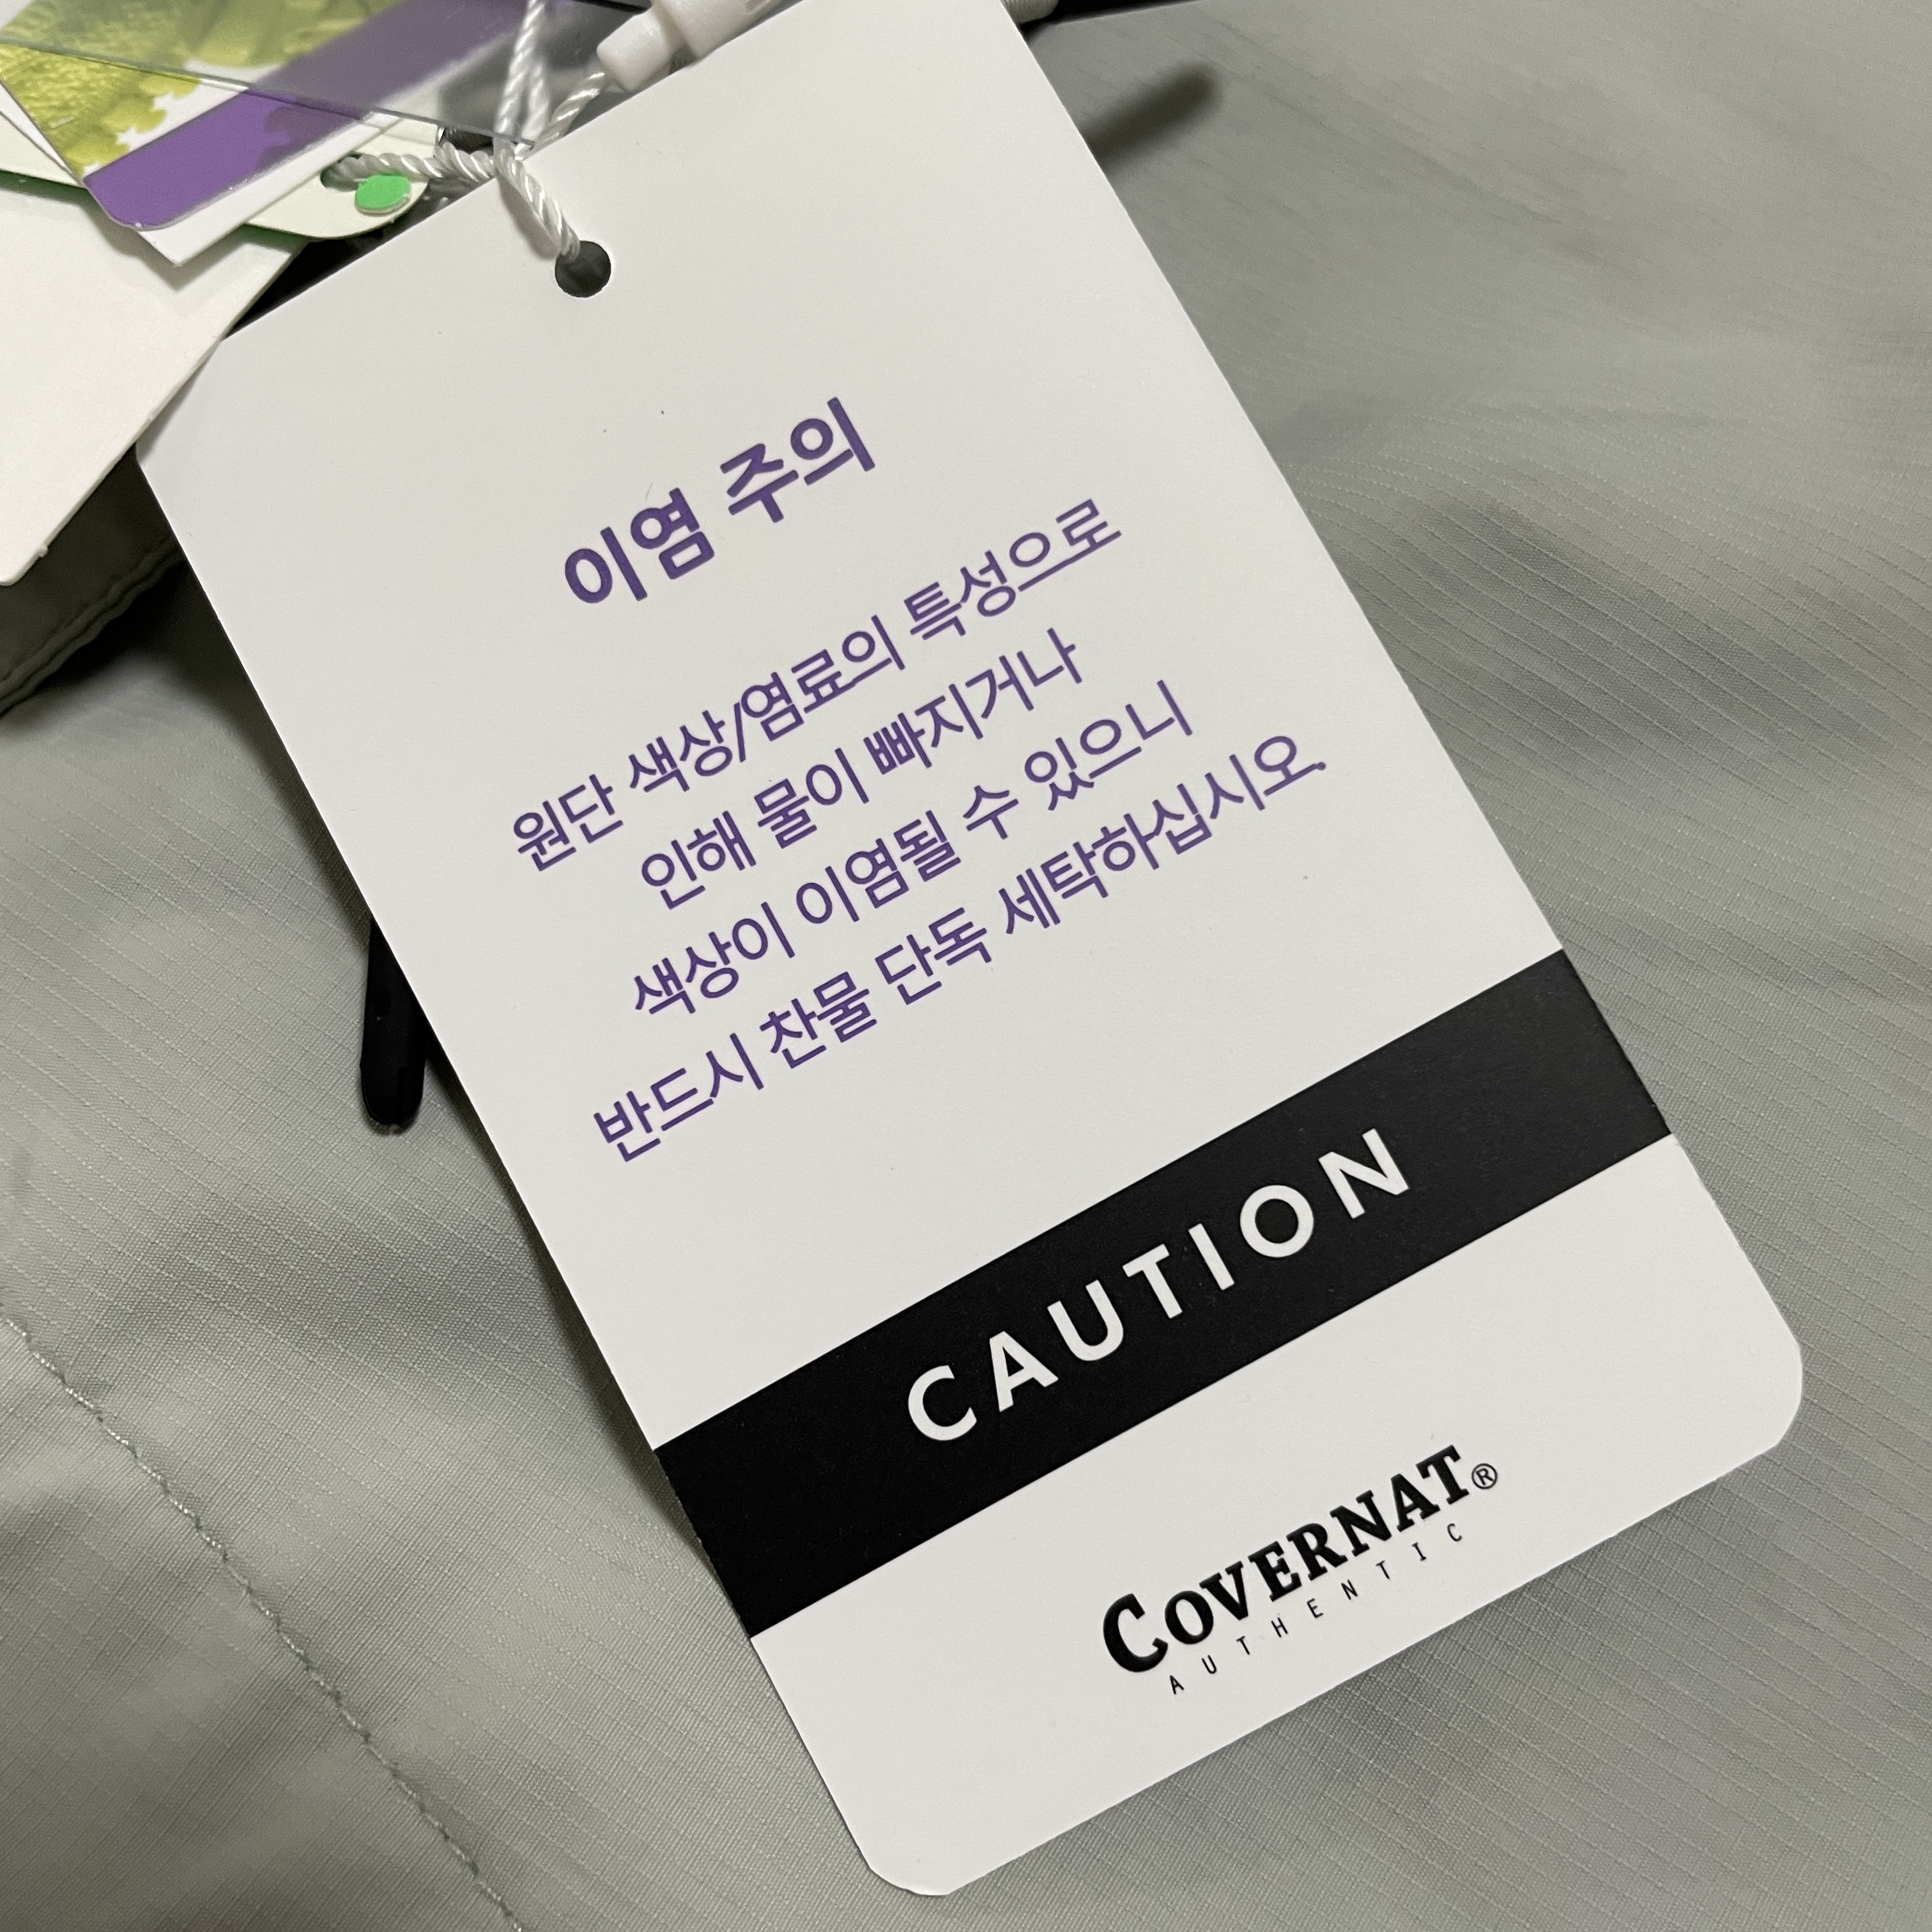 이염 주의
원단 색상/염료의 특성으로
인해 물이 빠지거나
색상이 이염될 수 있으니
반드시 찬물 단독 세탁하십시오.
CAUTION
COVERNAT®
AUTHENTIC